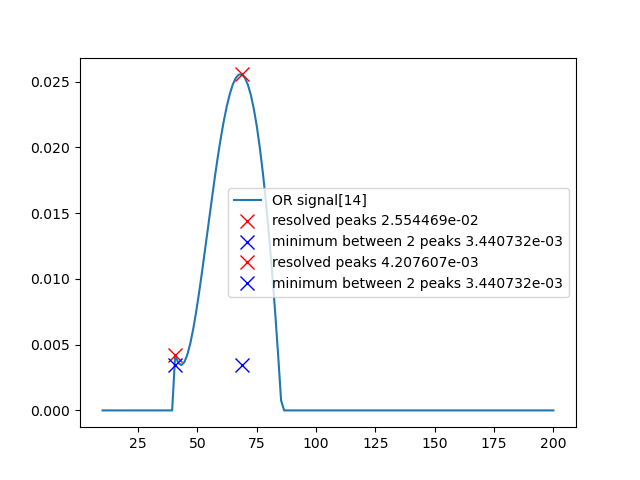 0.025
0.020
0.015
0.010
0.005
0.000
OR signal[14]
resolved peaks 2.554469e-02
minimum between 2 peaks 3.440732e-03
resolved peaks 4.207607e-03
minimum between 2 peaks 3.440732e-03
25 50 75 100 125 150 175 200